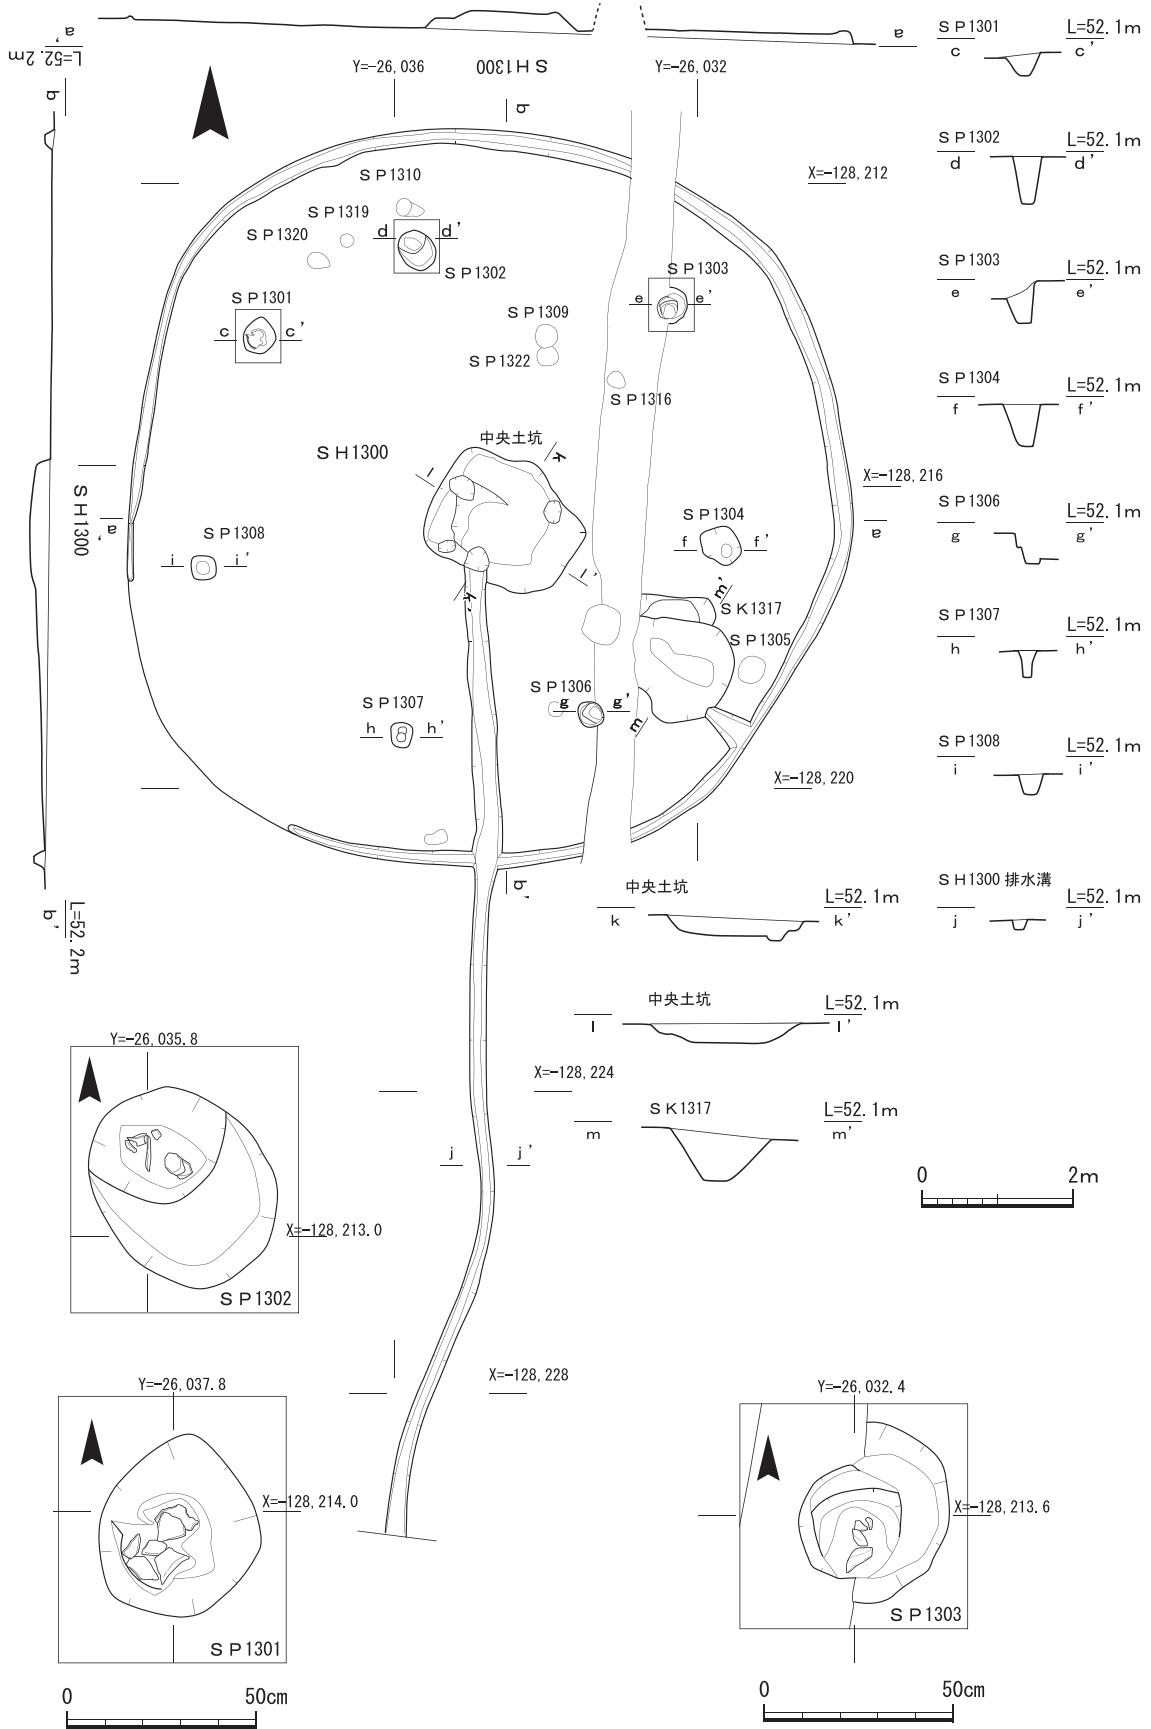 a'
L=52.2m
SH1300
a
SP1301
L=52.1m
c
c'
Y=-26,036
Y=-26,032
b
b
SP1302
L=52.1m
d
d'
X=-128,212
SP1310
SP1319
SP1320
d
d'
SP1302
SP1303
e
e'
SP1303
L=52.1m
e
e'
SP1301
c
c'
SP1309
SP1322
SP1316
SP1304
L=52.1m
f
f'
SH1300
中央土坑
k
l
X=-128,216
SH1300
a'
a
SP1306
L=52.1m
g
g'
SP1304
f
f'
SP1308
i
i'
l'
k'
m'
SK1317
SP1305
SP1307
L=52.1m
h
h'
SP1306
g
g'
m
SP1307
h
h'
SP1308
L=52.1m
i
i'
X=-128,220
b'
b'
L=52.2m
中央土坑
L=52.1m
k
k'
SH1300 排水溝
L=52.1m
j
j'
中央土坑
L=52.1m
l
l'
X=-128,224
SK1317
L=52.1m
m
m'
j
j'
0
2m
Y=-26,035.8
X=-128,213.0
SP1302
X=-128,228
Y=-26,037.8
X=-128,214.0
SP1301
0
50cm
Y=-26,032.4
X=-128,213.6
SP1303
0
50cm